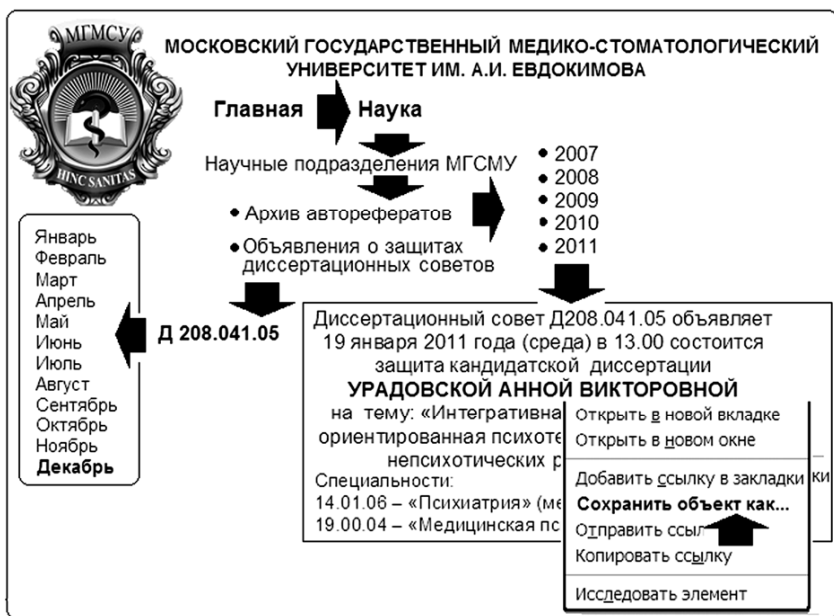 МГМСУ
HINC SANITAS
МОСКОВСКИЙ ГОСУДАРСТВЕННЫЙ МЕДИКО-СТОМАТОЛОГИЧЕСКИЙ
УНИВЕРСИТЕТ ИМ. А.И. ЕВДОКИМОВА
Главная Наука
Научные подразделения МГСМУ
• Архив авторефератов
• Объявления о защитах
диссертационных советов
• 2007
• 2008
• 2009
• 2010
• 2011
Д 208.041.05
Январь
Февраль
Март
Апрель
Май
Июнь
Июль
Август
Сентябрь
Октябрь
Ноябрь
Декабрь
Диссертационный совет Д208.041.05 объявляет
19 января 2011 года (среда) в 13.00 состоится
защита кандидатской диссертации
УРАДОВСКОЙ АННОЙ ВИКТОРОВНОЙ
на тему: «Интегративна
ориентированная психоте
непсихотических р
ки
Специальности:
14.01.06 – «Психиатрия» (ме
19.00.04 – «Медицинская пс
Открыть в новой вкладке
Открыть в новом окне
Добавить ссылку в закладки
Сохранить объект как...
Отправить ссыл
Копировать ссылку
Исследовать элемент